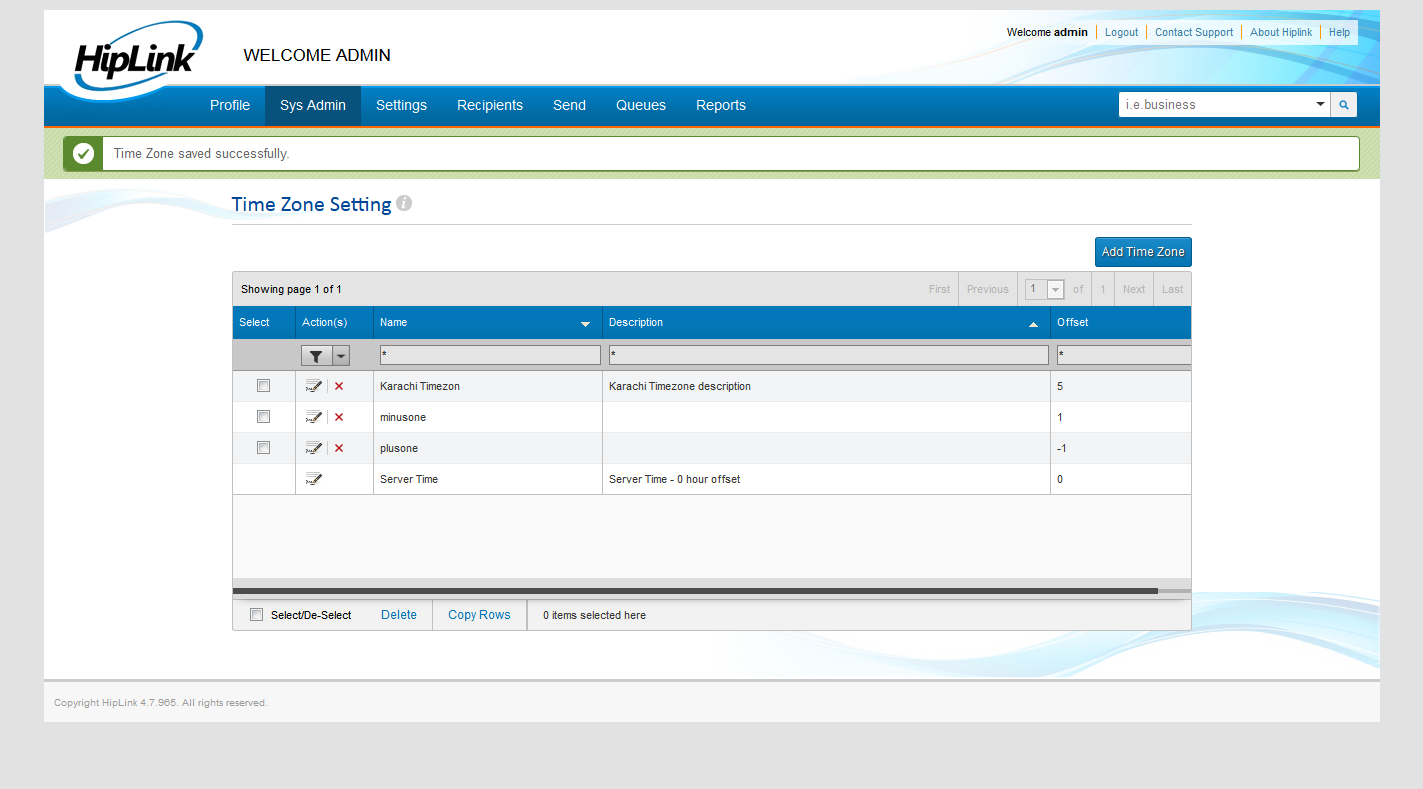 HipLink
WELCOME ADMIN
Welcome admin Logout Contact Support About Hiplink Help
Profile Sys Admin Settings Recipients Send Queues Reports i.e.business
Time Zone saved successfully.
Time Zone Setting i
Add Time Zone
Showing page 1 of 1 First Previous 1 of 1 Next Last
Select Action(s) Name Description Offset
* * *
Karachi Timezon Karachi Timezone description 5
minusone 1
plusone -1
Server Time Server Time - 0 hour offset 0
Select/De-Select Delete Copy Rows 0 items selected here
Copyright HipLink 4.7.965. All rights reserved.